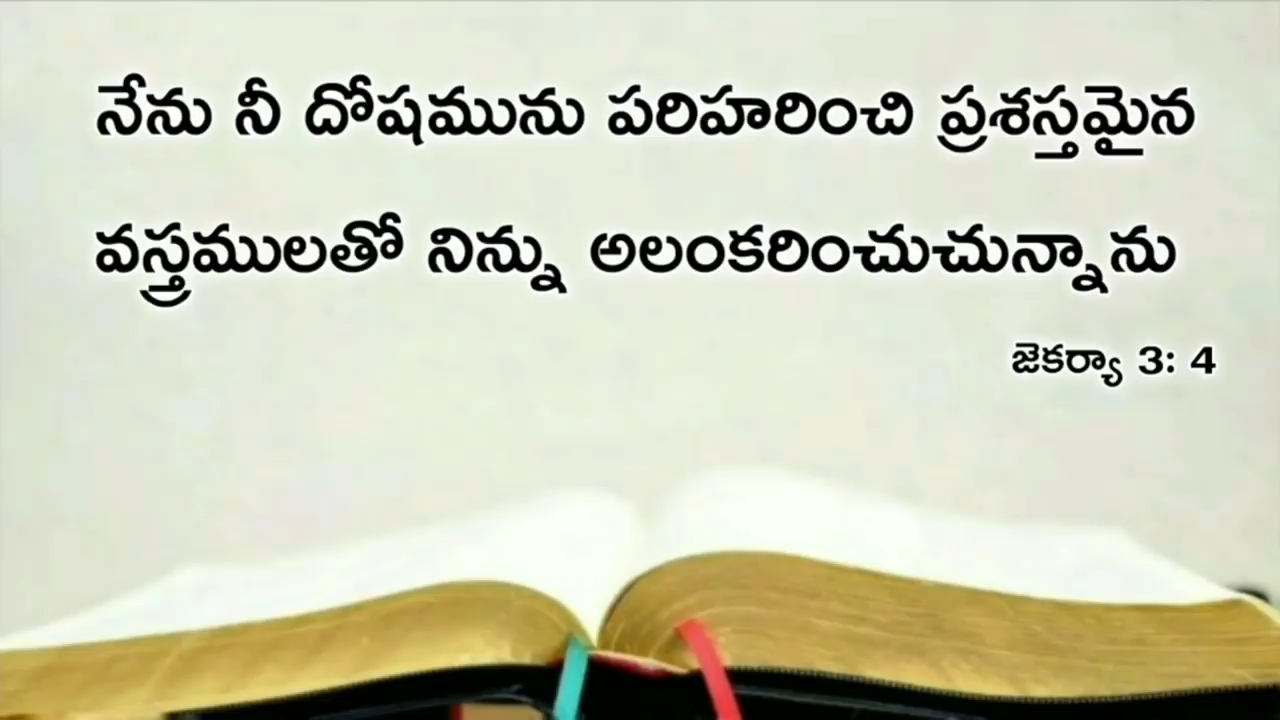 నేను నీ దోషమును పరిహరించి ప్రశస్తమైన
వస్త్రములతో నిన్ను అలంకరించుచున్నాను
జెకర్యా 3: 4